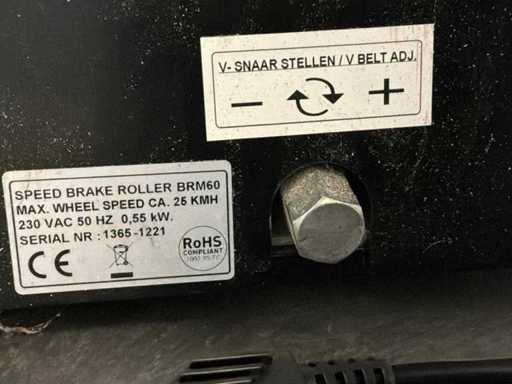 V- SNAAR STELLEN / V BELT ADJ.
- +
SPEED BRAKE ROLLER BRM60
MAX. WHEEL SPEED CA. 25 KMH
230 VAC 50 HZ 0,55 kW.
SERIAL NR : 1365-1221
CE
RoHS
COMPLIANT